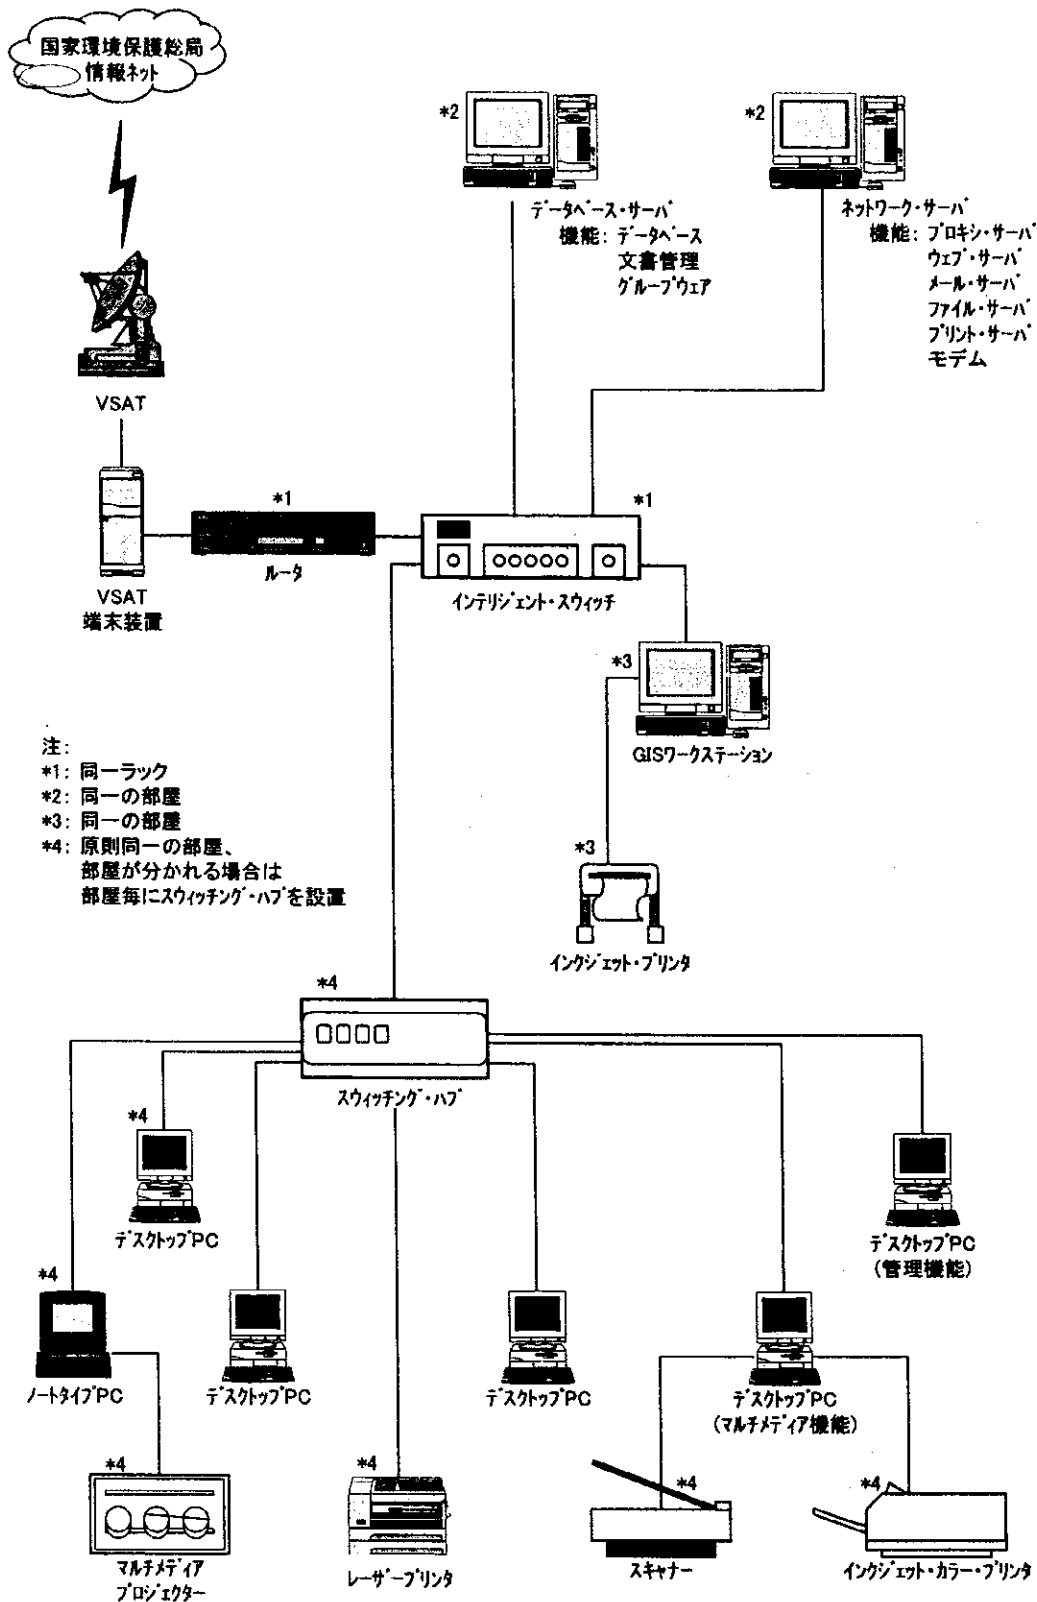 国家環境保護総局
情報ネット
*2
*2
データベース・サーバ
機能: データベース
文書管理
グループウェア
ネットワーク・サーバ
機能: プロキシ・サーバ
ウェブ・サーバ
メール・サーバ
ファイル・サーバ
プリント・サーバ
モデム
VSAT
*1
*1
ルータ
インテリジェント・スウィッチ
VSAT
端末装置
*3
GISワークステーション
注:
*1: 同一ラック
*2: 同一の部屋
*3: 同一の部屋
*4: 原則同一の部屋、
部屋が分かれる場合は
部屋毎にスウィッチング・ハブを設置
*3
インクジェット・プリンタ
*4
スウィッチング・ハブ
*4
デスクトップPC
デスクトップPC
(管理機能)
*4
ノートタイプPC
デスクトップPC
デスクトップPC
デスクトップPC
(マルチメディア機能)
*4
マルチメディア
プロジェクター
*4
レーザープリンタ
*4
スキャナー
*4
インクジェット・カラー・プリンタ